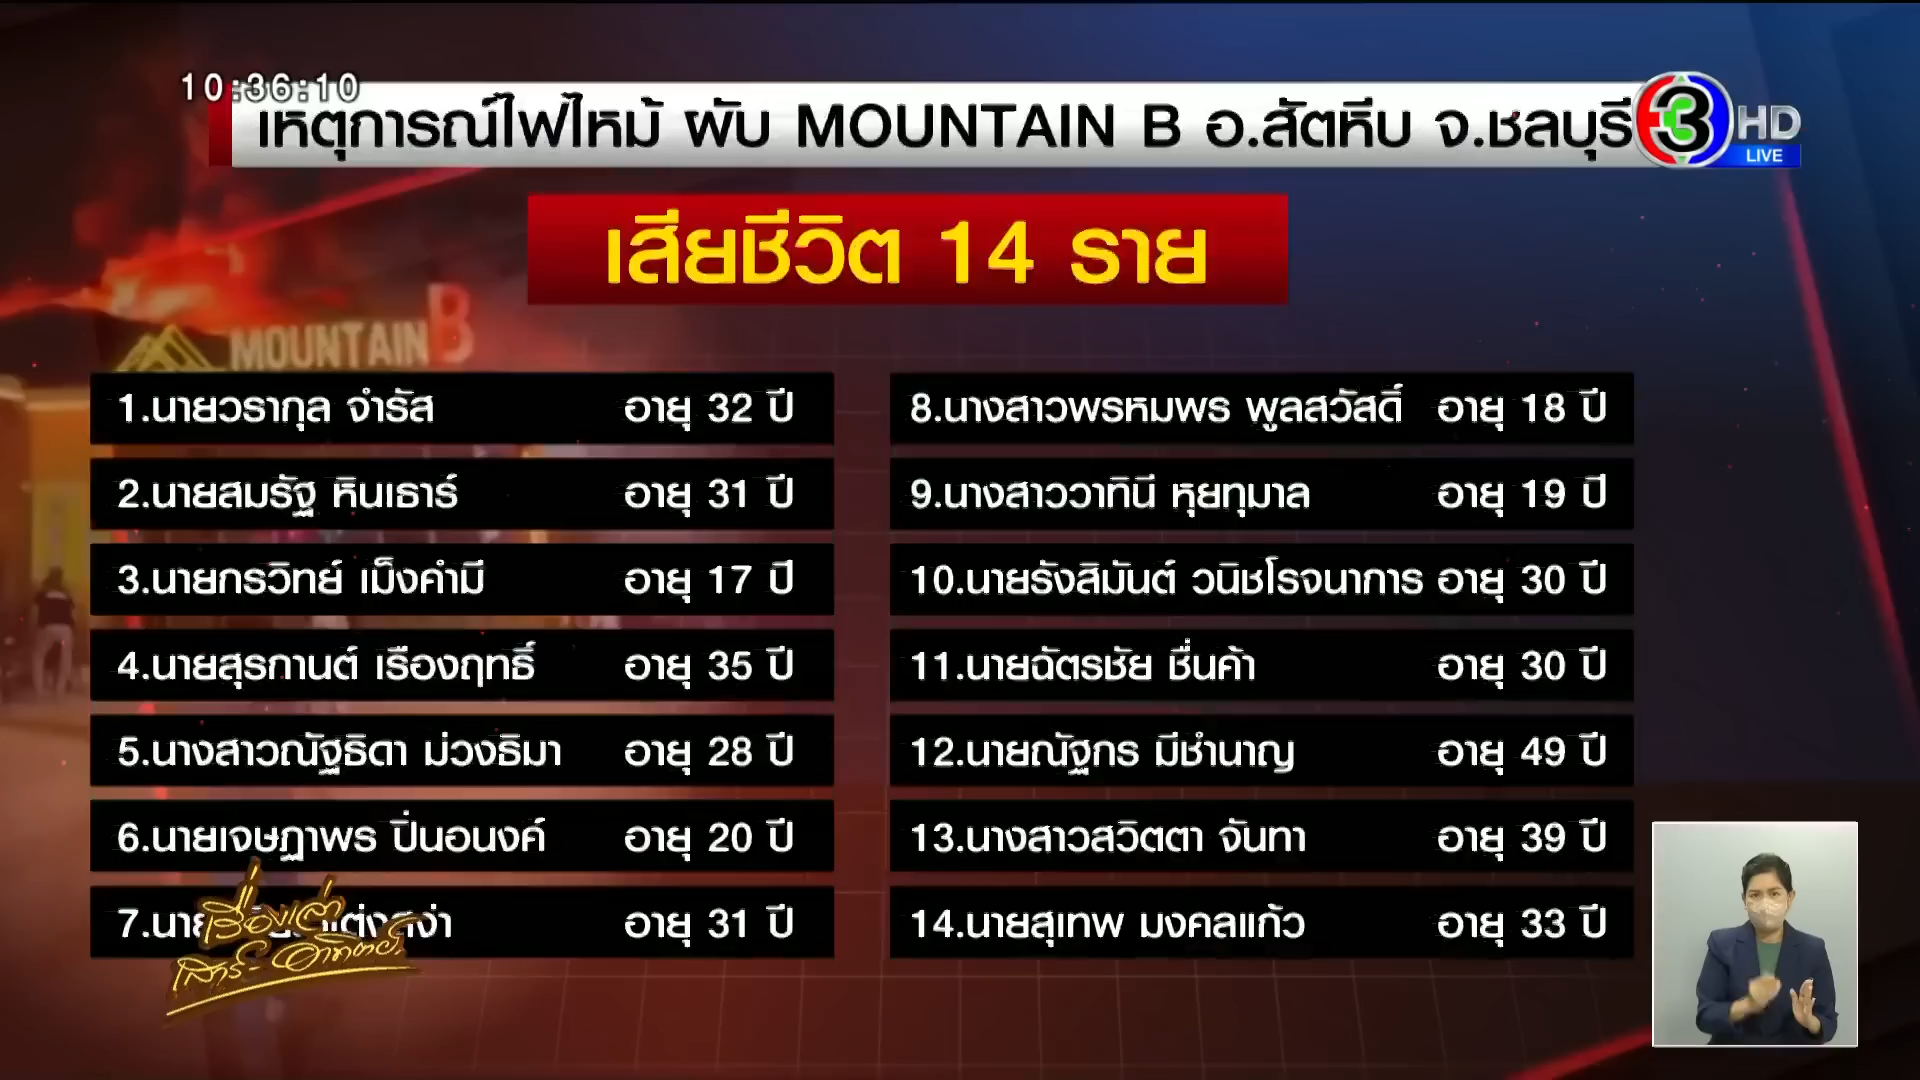 10:36:10
เหตุการณ์ไฟไหม้ ผับ MOUNTAIN B อ.สัตหีบ จ.ชลบุรี
3 HD
LIVE
เสียชีวิต 14 ราย
MOUNTAIN B
1.นายวรากุล จำรัส อายุ 32 ปี
2.นายสมรัฐ หินเธาร์ อายุ 31 ปี
3.นายกรวิทย์ เม็งคำมี อายุ 17 ปี
4.นายสุรกานต์ เรืองฤทธิ์ อายุ 35 ปี
5.นางสาวณัฐธิดา ม่วงธิมา อายุ 28 ปี
6.นายเจษฎาพร ปิ่นอนงค์ อายุ 20 ปี
7.นาย อายุ 31 ปี
8.นางสาวพรหมพร พูลสวัสดิ์ อายุ 18 ปี
9.นางสาววาทินี หุยทุมาล อายุ 19 ปี
10.นายรังสิมันต์ วนิชโรจนาการ อายุ 30 ปี
11.นายฉัตรชัย ชื่นค้า อายุ 30 ปี
12.นายณัฐกร มีชำนาญ อายุ 49 ปี
13.นางสาวสวิตตา จันทา อายุ 39 ปี
14.นายสุเทพ มงคลแก้ว อายุ 33 ปี
เรื่องเล่า
เสาร์-อาทิตย์